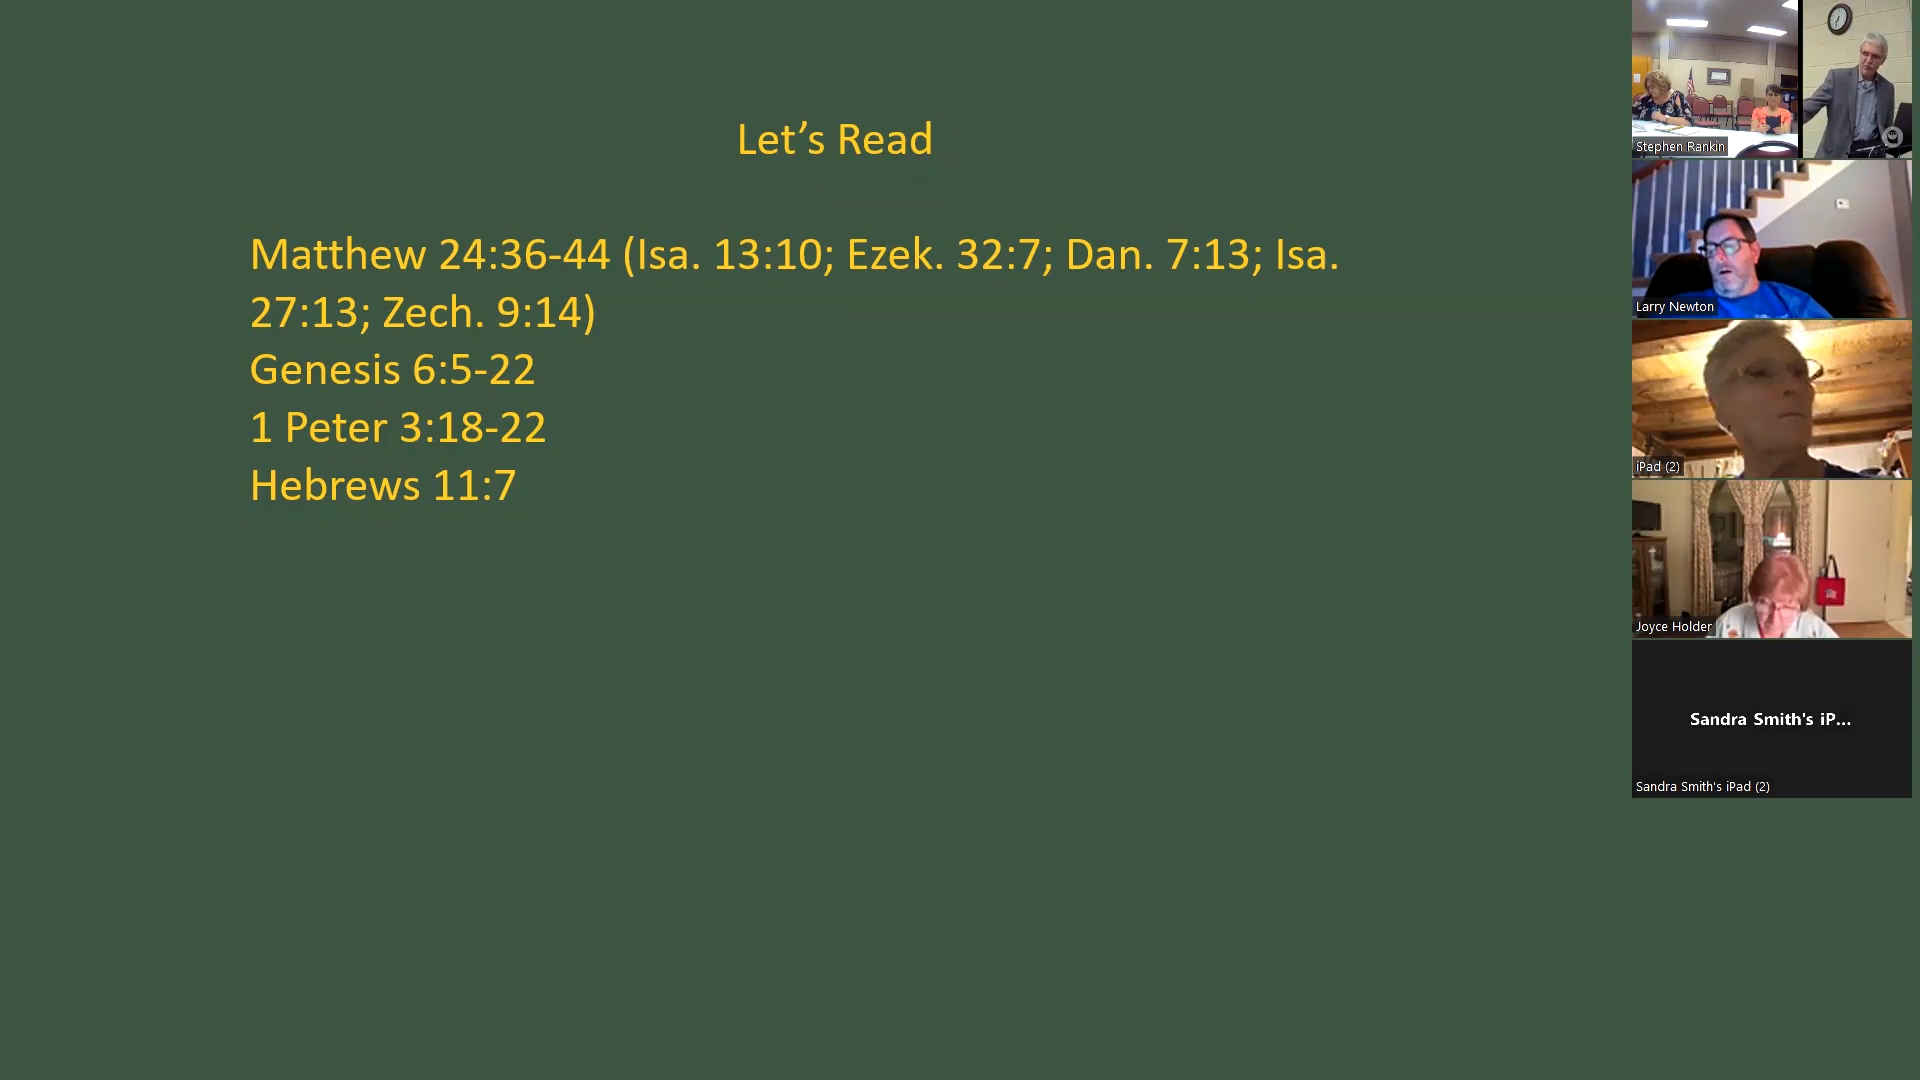 Let’s Read
Matthew 24:36-44 (Isa. 13:10; Ezek. 32:7; Dan. 7:13; Isa.
27:13; Zech. 9:14)
Genesis 6:5-22
1 Peter 3:18-22
Hebrews 11:7
Stephen Rankin
Larry Newton
iPad (2)
Joyce Holder
Sandra Smith's iP...
Sandra Smith's iPad (2)